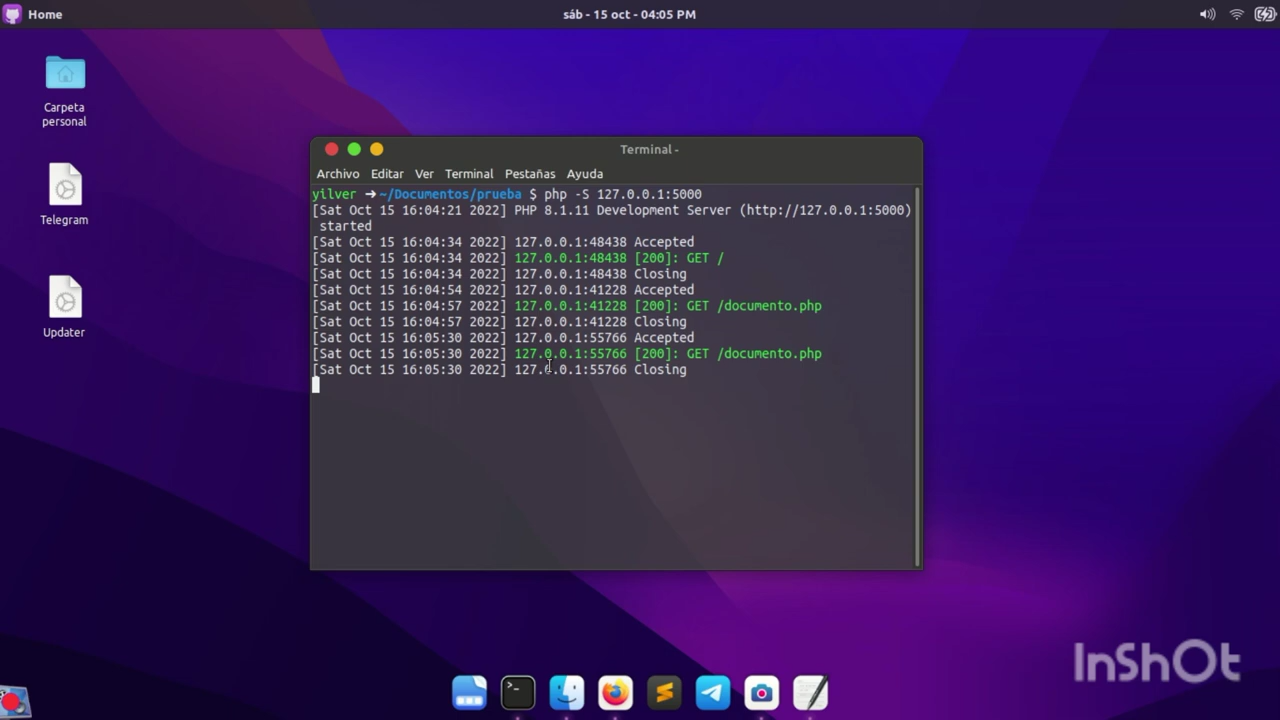 Home
sáb - 15 oct - 04:05 PM
Carpeta
personal
Telegram
Updater
Terminal -
Archivo Editar Ver Terminal Pestañas Ayuda
yilver ➜ ~/Documentos/prueba $ php -S 127.0.0.1:5000
[Sat Oct 15 16:04:21 2022] PHP 8.1.11 Development Server (http://127.0.0.1:5000)
started
[Sat Oct 15 16:04:34 2022] 127.0.0.1:48438 Accepted
[Sat Oct 15 16:04:34 2022] 127.0.0.1:48438 [200]: GET /
[Sat Oct 15 16:04:34 2022] 127.0.0.1:48438 Closing
[Sat Oct 15 16:04:54 2022] 127.0.0.1:41228 Accepted
[Sat Oct 15 16:04:57 2022] 127.0.0.1:41228 [200]: GET /documento.php
[Sat Oct 15 16:04:57 2022] 127.0.0.1:41228 Closing
[Sat Oct 15 16:05:30 2022] 127.0.0.1:55766 Accepted
[Sat Oct 15 16:05:30 2022] 127.0.0.1:55766 [200]: GET /documento.php
[Sat Oct 15 16:05:30 2022] 127.0.0.1:55766 Closing
InShOt